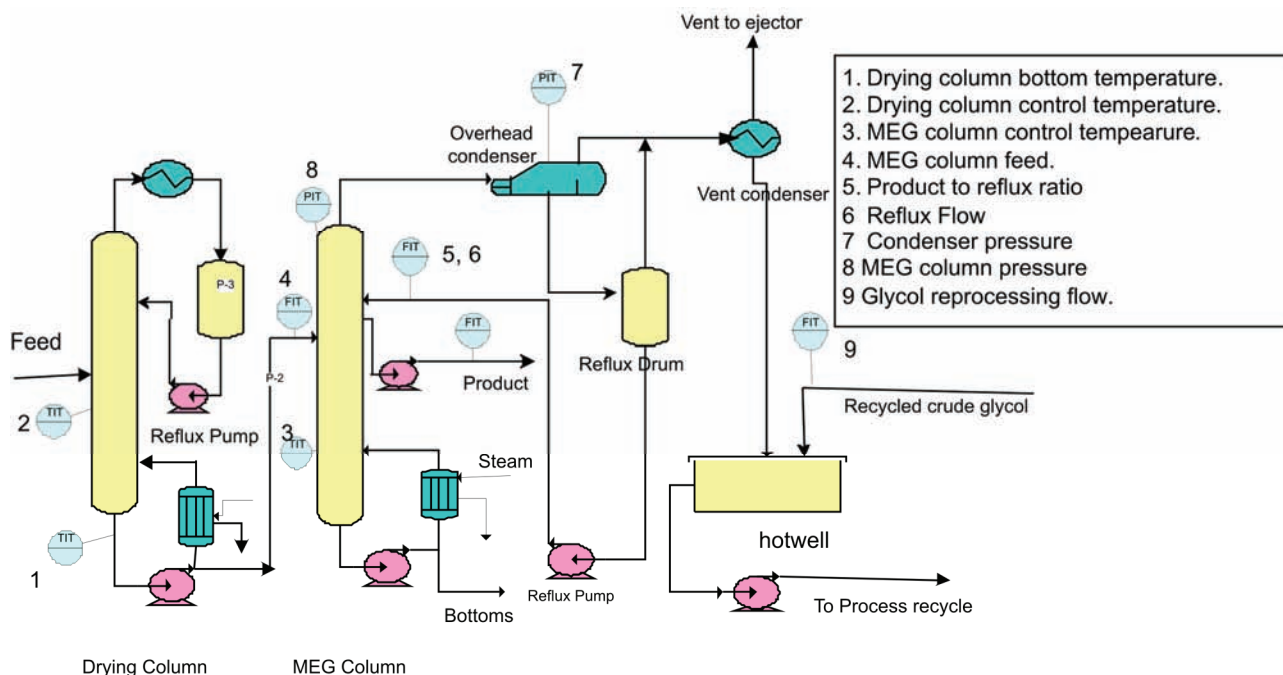 Vent to ejector
1. Drying column bottom temperature.
2. Drying column control temperature.
3. MEG column control tempearure.
4. MEG column feed.
5. Product to reflux ratio
6. Reflux Flow
7 Condenser pressure
8 MEG column pressure
9 Glycol reprocessing flow.
PIT
7
Overhead
condenser
Vent condenser
8
PIT
FIT
5, 6
4
FIT
P-3
FIT
9
Feed
P-2
FIT
Product
Reflux Drum
Recycled crude glycol
2
TIT
Reflux Pump
3
TIT
Steam
TIT
1
hotwell
Bottoms
Reflux Pump
To Process recycle
Drying Column
MEG Column